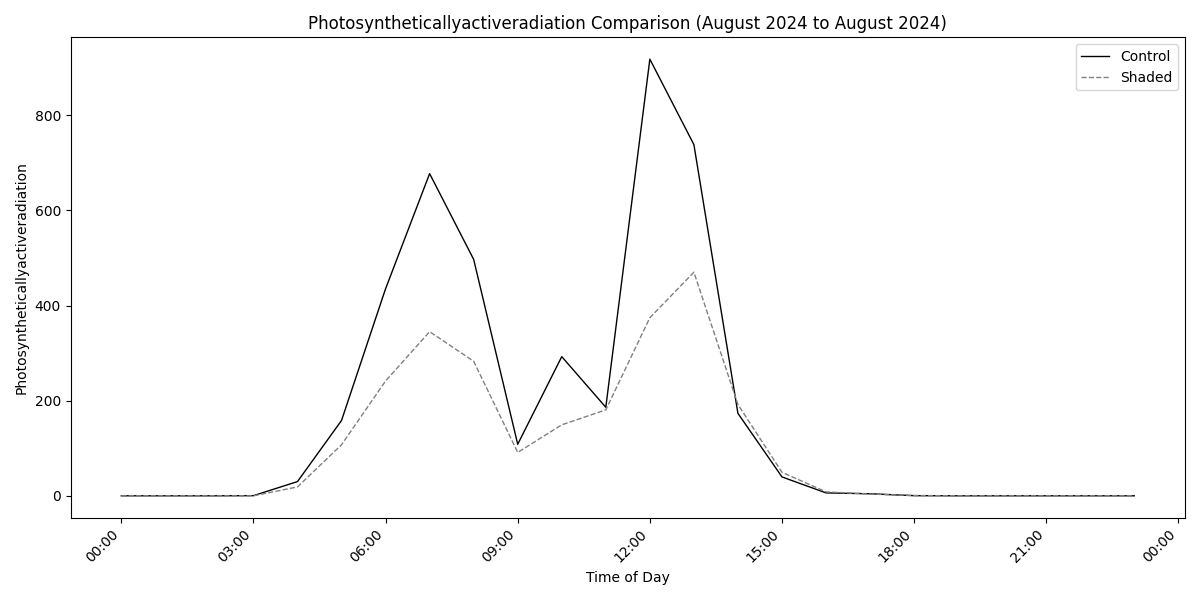 Photosyntheticallyactiveradiation Comparison (August 2024 to August 2024)
Control
Shaded
Photosyntheticallyactiveradiation
800
600
400
200
0
00:00
03:00
06:00
09:00
12:00
15:00
18:00
21:00
00:00
Time of Day